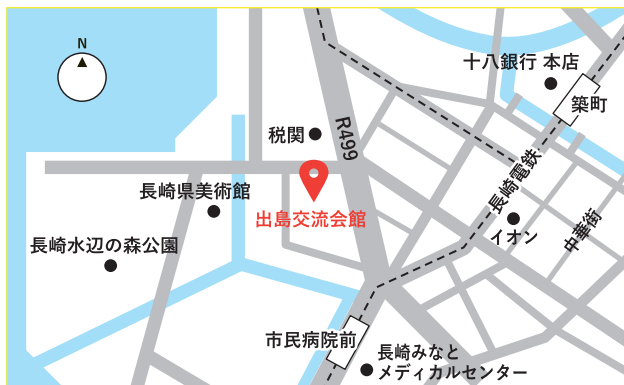 N
十八銀行 本店
築町
税関
R499
長崎電鉄
長崎県美術館
出島交流会館
イオン
中華街
長崎水辺の森公園
市民病院前
長崎みなと
メディカルセンター